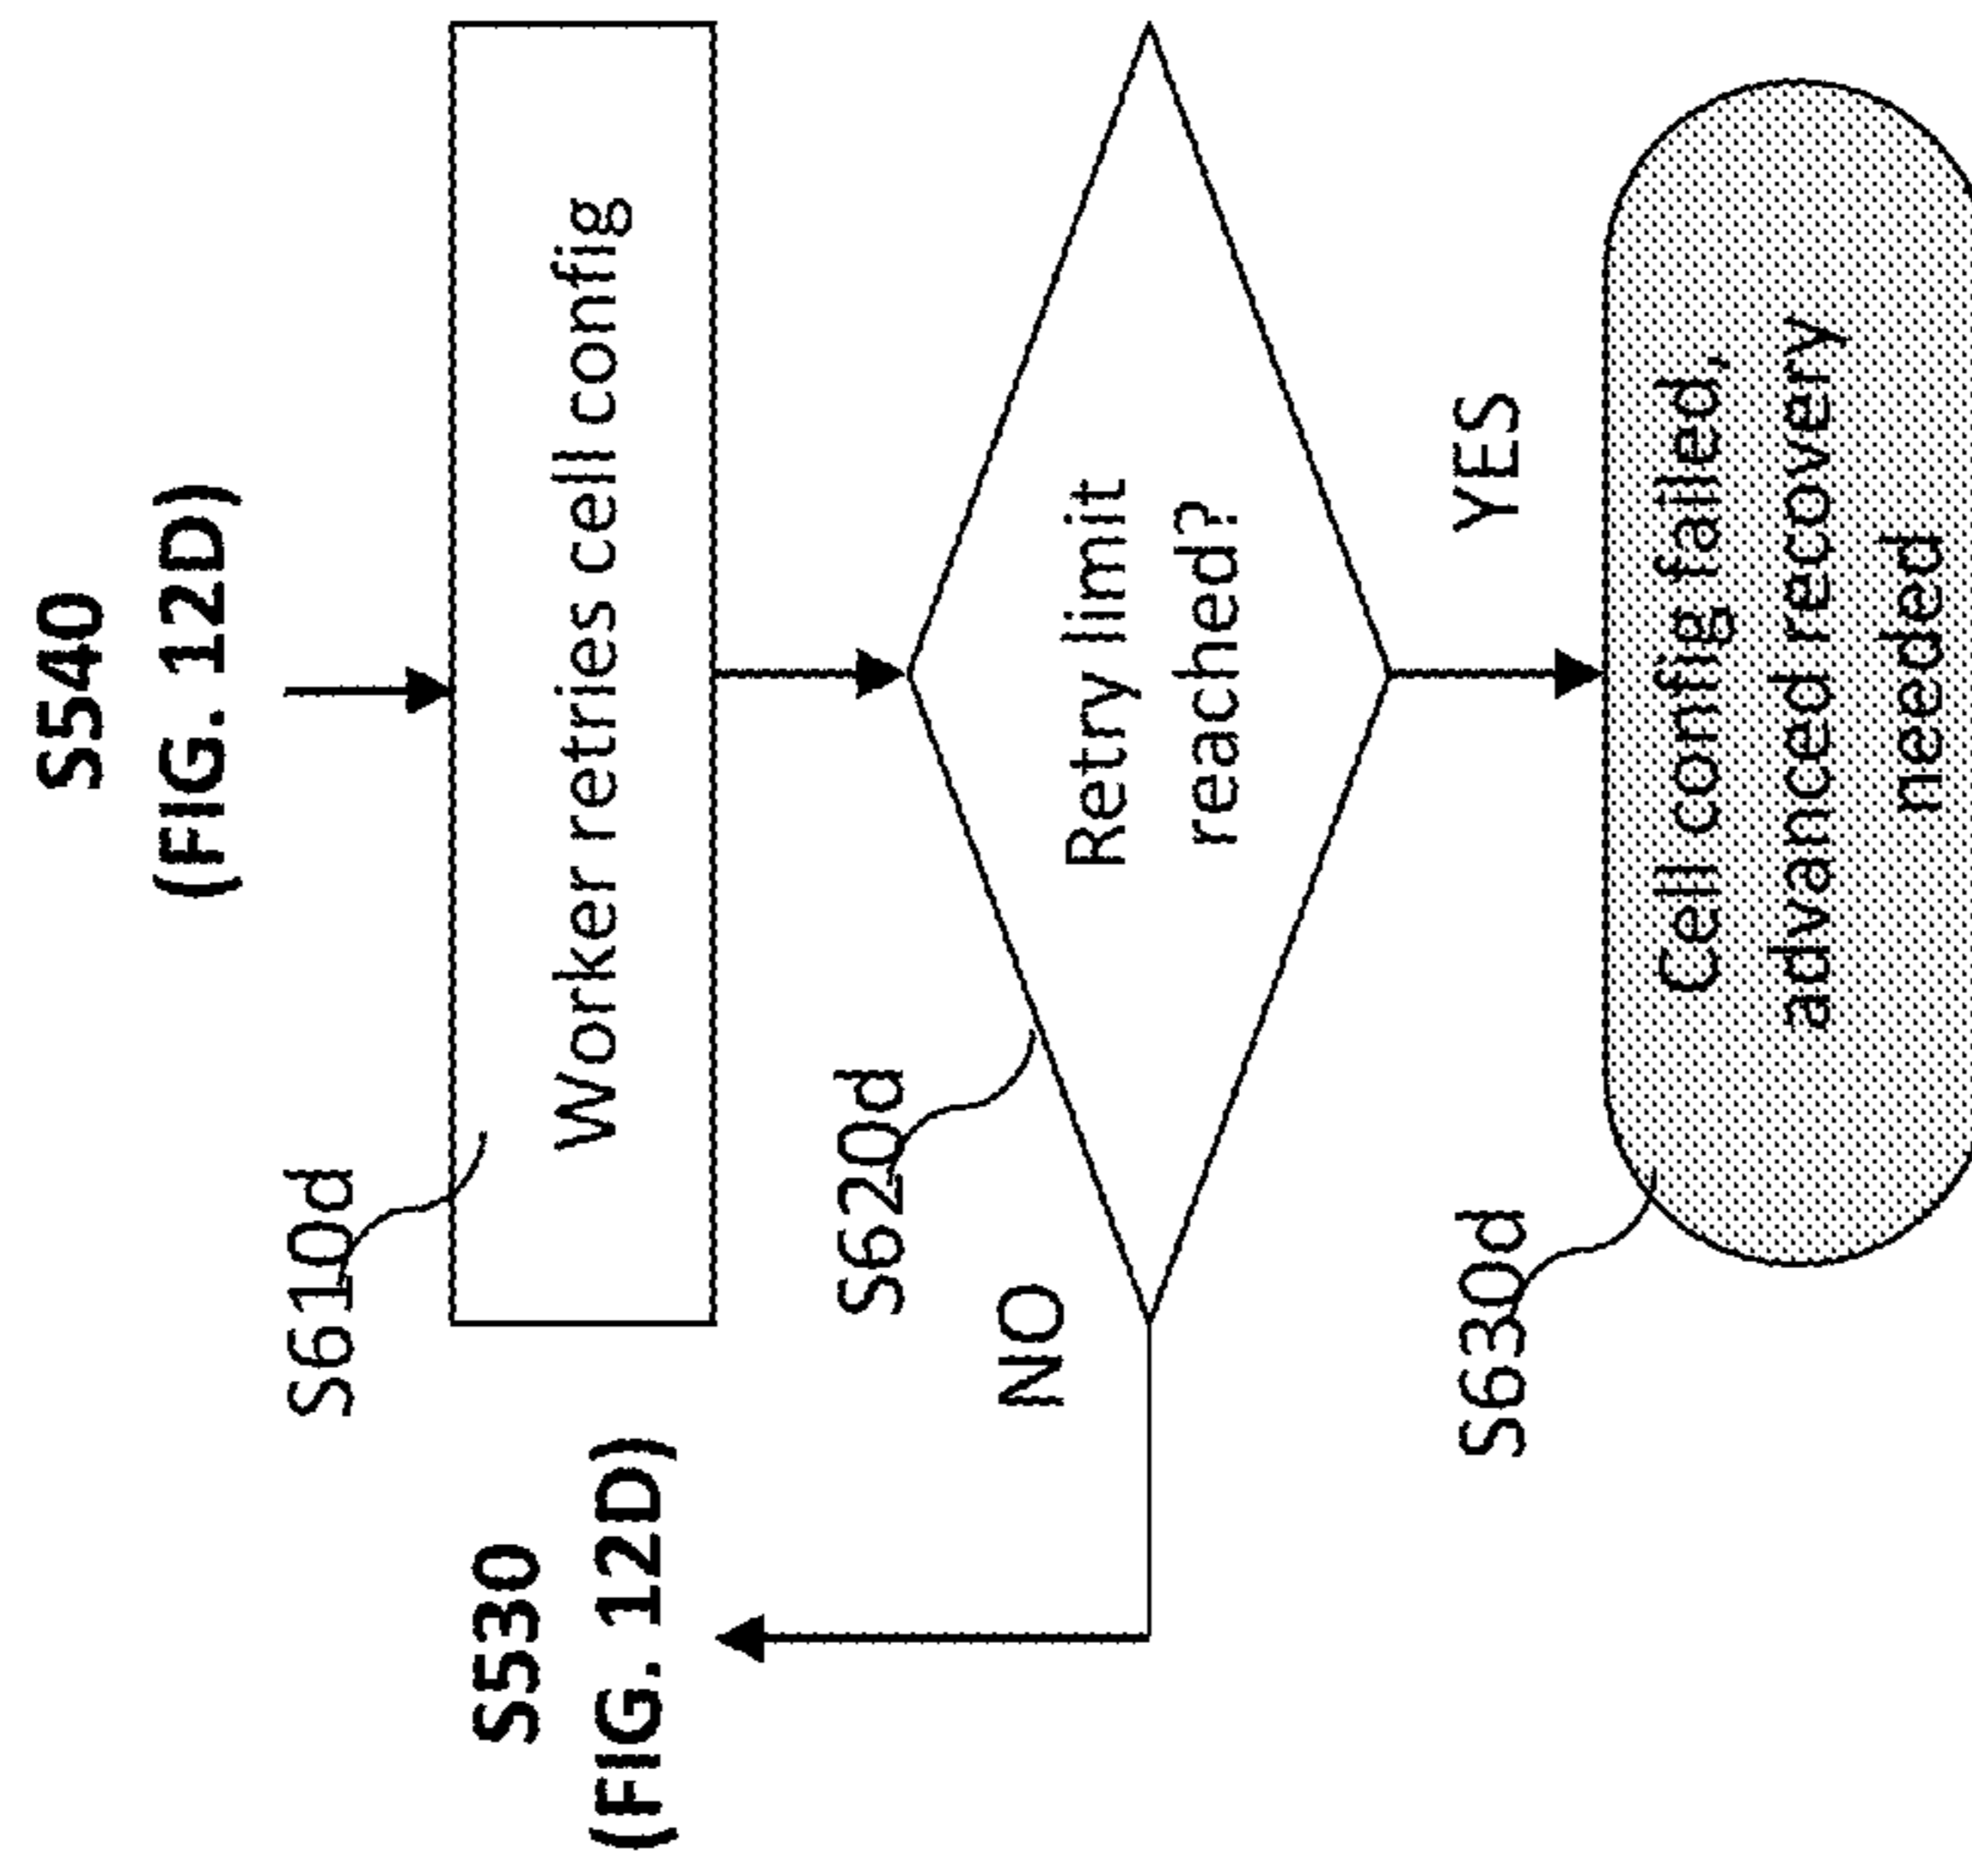 S540
(FIG. 12D)
S610d
Worker retries cell config
S530
(FIG. 12D)
S620d
NO
Retry limit
reached?
YES
S630d
Cell config failed,
advanced recovery
needed